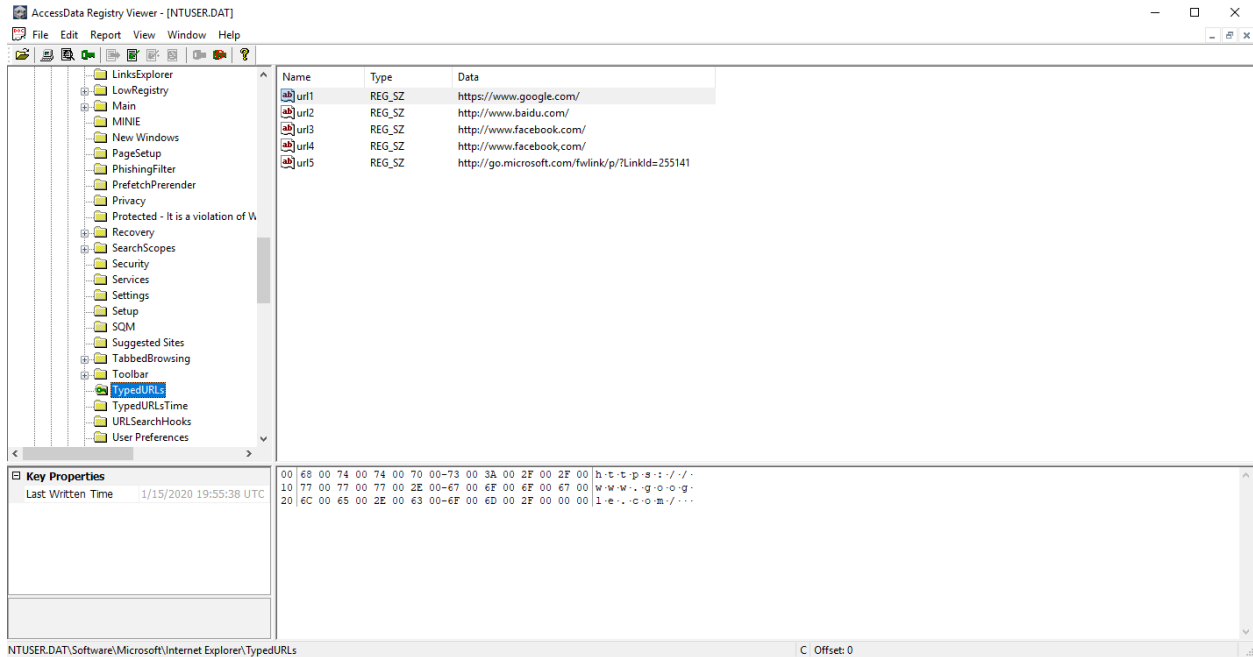 AccessData Registry Viewer - [NTUSER.DAT]
File Edit Report View Window Help
LinksExplorer
LowRegistry
Main
MINIE
New Windows
PageSetup
PhishingFilter
PrefetchPrerender
Privacy
Protected - It is a violation of W
Recovery
SearchScopes
Security
Services
Settings
Setup
SQM
Suggested Sites
TabbedBrowsing
Toolbar
TypedURLs
TypedURLsTime
URLSearchHooks
User Preferences
Name Type Data
url1 REG_SZ https://www.google.com/
url2 REG_SZ http://www.baidu.com/
url3 REG_SZ http://www.facebook.com/
url4 REG_SZ http://www.facebook,com/
url5 REG_SZ http://go.microsoft.com/fwlink/p/?LinkId=255141
Key Properties
Last Written Time 1/15/2020 19:55:38 UTC
00 68 00 74 00 74 00 70 00-73 00 3A 00 2F 00 2F 00 h·t·t·p·s·:·/·/·
10 77 00 77 00 77 00 2E 00-67 00 6F 00 6F 00 67 00 w·w·w·.·g·o·o·g·
20 6C 00 65 00 2E 00 63 00-6F 00 6D 00 2F 00 00 00 l·e·.·c·o·m·/···
NTUSER.DAT\Software\Microsoft\Internet Explorer\TypedURLs C Offset: 0